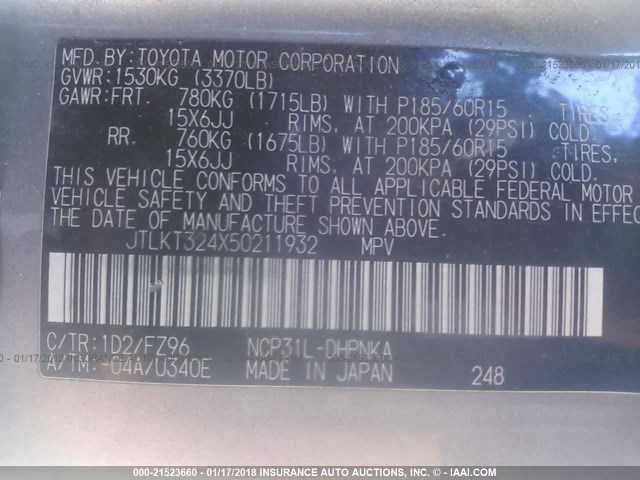 MFD.BY:TOYOTA MOTOR CORPORATION
GVWR:1530KG (3370LB)
GAWR:FRT. 780KG (1715LB) WITH P185/60R15 TIRES,
15X6JJ RIMS, AT 200KPA (29PSI) COLD.
RR. 760KG (1675LB) WITH P185/60R15 TIRES,
15X6JJ RIMS, AT 200KPA (29PSI) COLD.
THIS VEHICLE CONFORMS TO ALL APPLICABLE FEDERAL MOTOR
VEHICLE SAFETY AND THEFT PREVENTION STANDARDS IN EFFEC
THE DATE OF MANUFACTURE SHOWN ABOVE.
JTLKT324X50211932 MPV
C/TR:1D2/FZ96 NCP31L-DHPNKA
A/TM:-04A/U340E MADE IN JAPAN 248
000-21523660 - 01/17/2018 INSURANCE AUTO AUCTIONS, INC. - © IAAI.COM